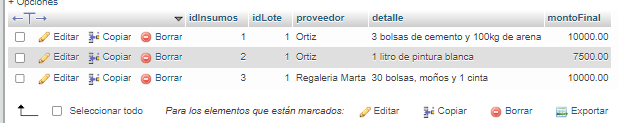 + Opciones
←T→ idInsumos idLote proveedor detalle montoFinal
Editar Copiar Borrar 1 1 Ortiz 3 bolsas de cemento y 100kg de arena 10000.00
Editar Copiar Borrar 2 1 Ortiz 1 litro de pintura blanca 7500.00
Editar Copiar Borrar 3 1 Regaleria Marta 30 bolsas, moños y 1 cinta 10000.00
Seleccionar todo Para los elementos que están marcados: Editar Copiar Borrar Exportar